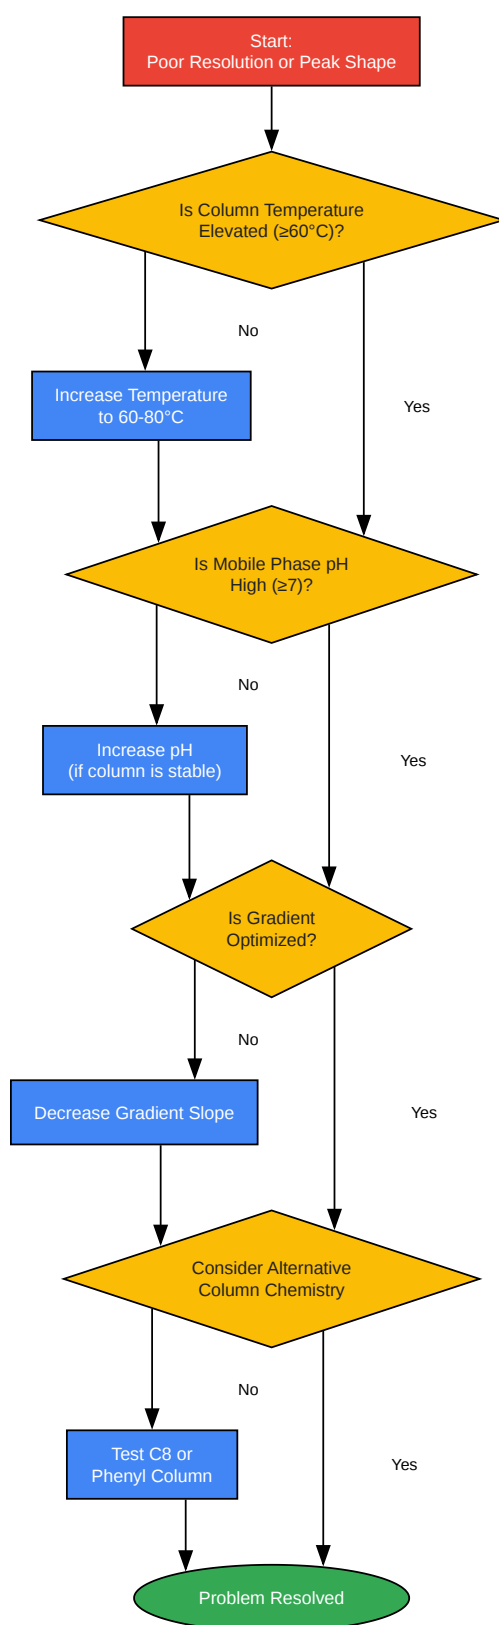 Start:
Poor Resolution or Peak Shape
Is Column Temperature
Elevated (≥60°C)?
No
Increase Temperature
to 60-80°C
Yes
Is Mobile Phase pH
High (≥7)?
No
Increase pH
(if column is stable)
Yes
Is Gradient
Optimized?
No
Decrease Gradient Slope
Yes
Consider Alternative
Column Chemistry
No
Test C8 or
Phenyl Column
Yes
Problem Resolved